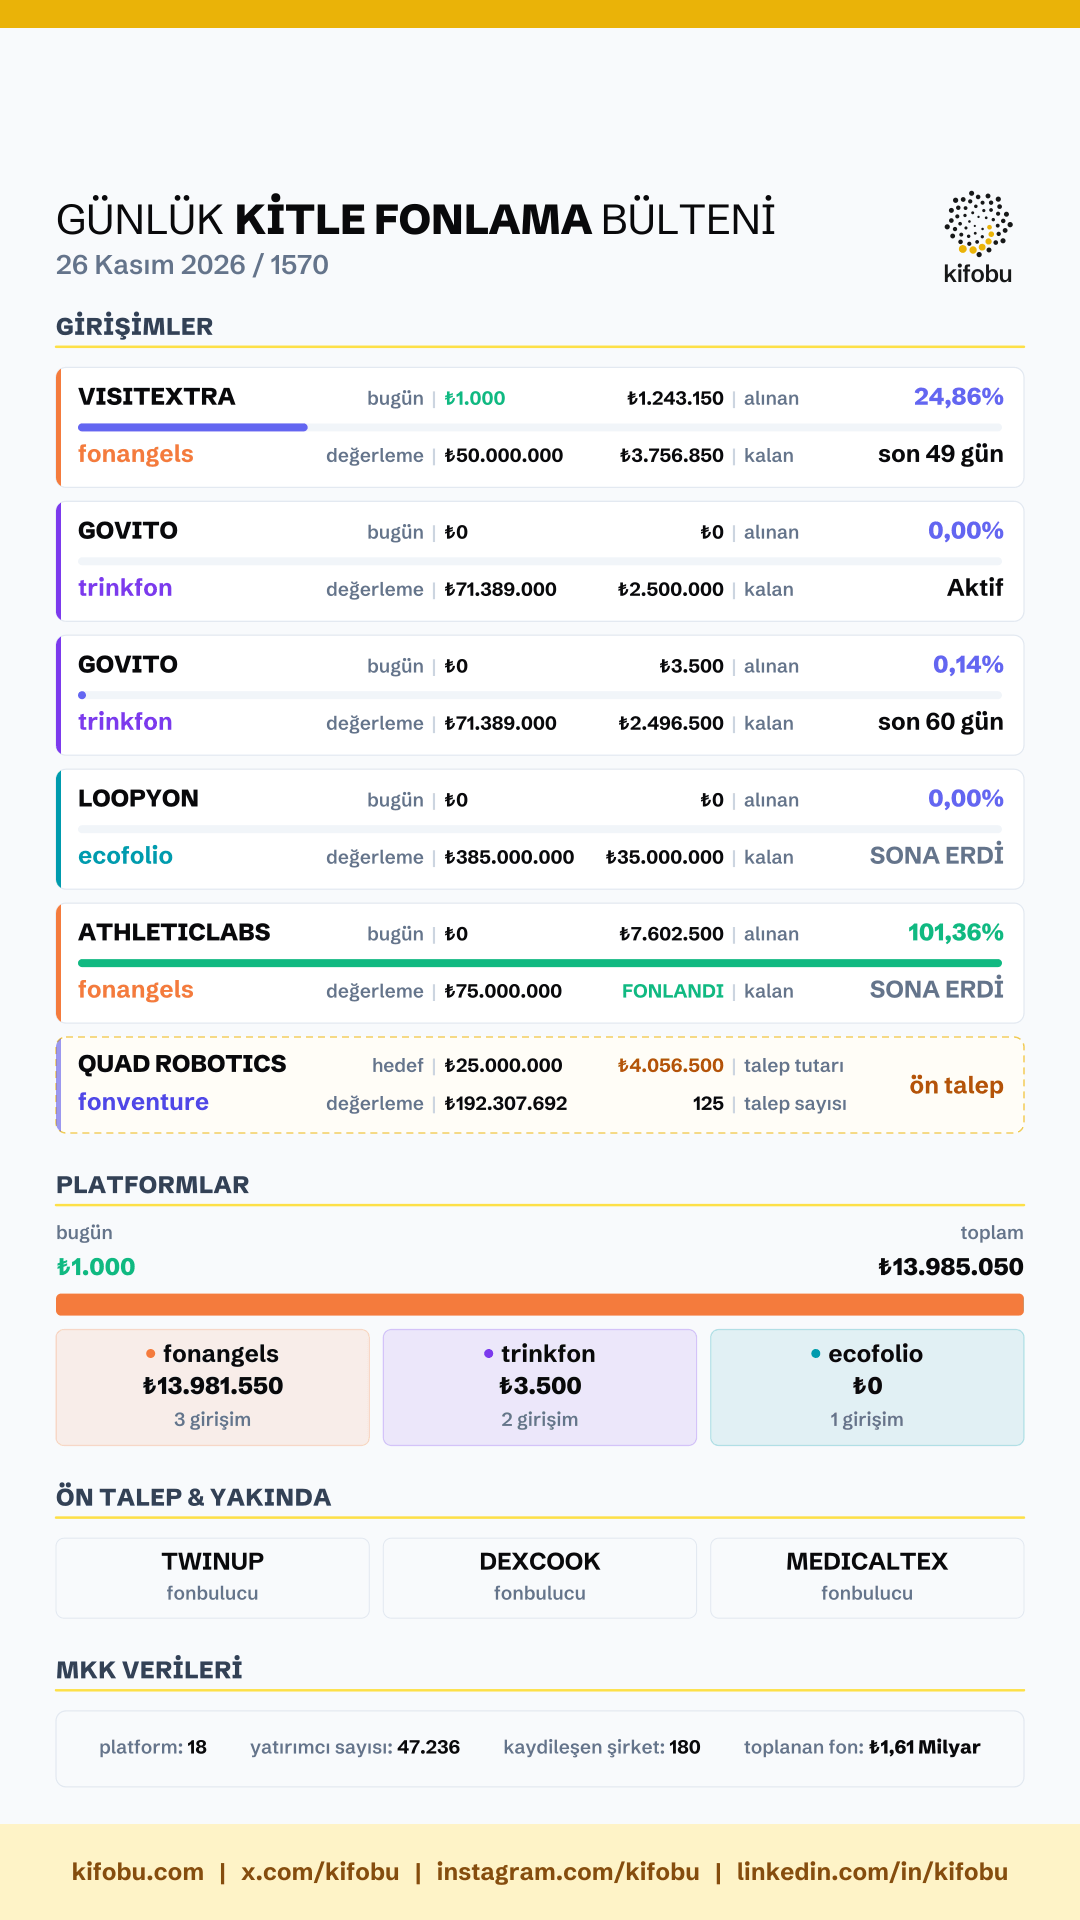 GÜNLÜK KİTLE FONLAMA BÜLTENİ
26 Kasım 2026 / 1570
kifobu
GİRİŞİMLER
VISITEXTRA bugün | ₺1.000 ₺1.243.150 | alınan 24,86%
fonangels değerleme | ₺50.000.000 ₺3.756.850 | kalan son 49 gün
GOVITO bugün | ₺0 ₺0 | alınan 0,00%
trinkfon değerleme | ₺71.389.000 ₺2.500.000 | kalan Aktif
GOVITO bugün | ₺0 ₺3.500 | alınan 0,14%
trinkfon değerleme | ₺71.389.000 ₺2.496.500 | kalan son 60 gün
LOOPYON bugün | ₺0 ₺0 | alınan 0,00%
ecofolio değerleme | ₺385.000.000 ₺35.000.000 | kalan SONA ERDİ
ATHLETICLABS bugün | ₺0 ₺7.602.500 | alınan 101,36%
fonangels değerleme | ₺75.000.000 FONLANDI | kalan SONA ERDİ
QUAD ROBOTICS hedef | ₺25.000.000 ₺4.056.500 | talep tutarı
ön talep
fonventure değerleme | ₺192.307.692 125 | talep sayısı
PLATFORMLAR
bugün toplam
₺1.000 ₺13.985.050
fonangels trinkfon ecofolio
₺13.981.550 ₺3.500 ₺0
3 girişim 2 girişim 1 girişim
ÖN TALEP & YAKINDA
TWINUP DEXCOOK MEDICALTEX
fonbulucu fonbulucu fonbulucu
MKK VERİLERİ
platform: 18 yatırımcı sayısı: 47.236 kaydileşen şirket: 180 toplanan fon: ₺1,61 Milyar
kifobu.com | x.com/kifobu | instagram.com/kifobu | linkedin.com/in/kifobu